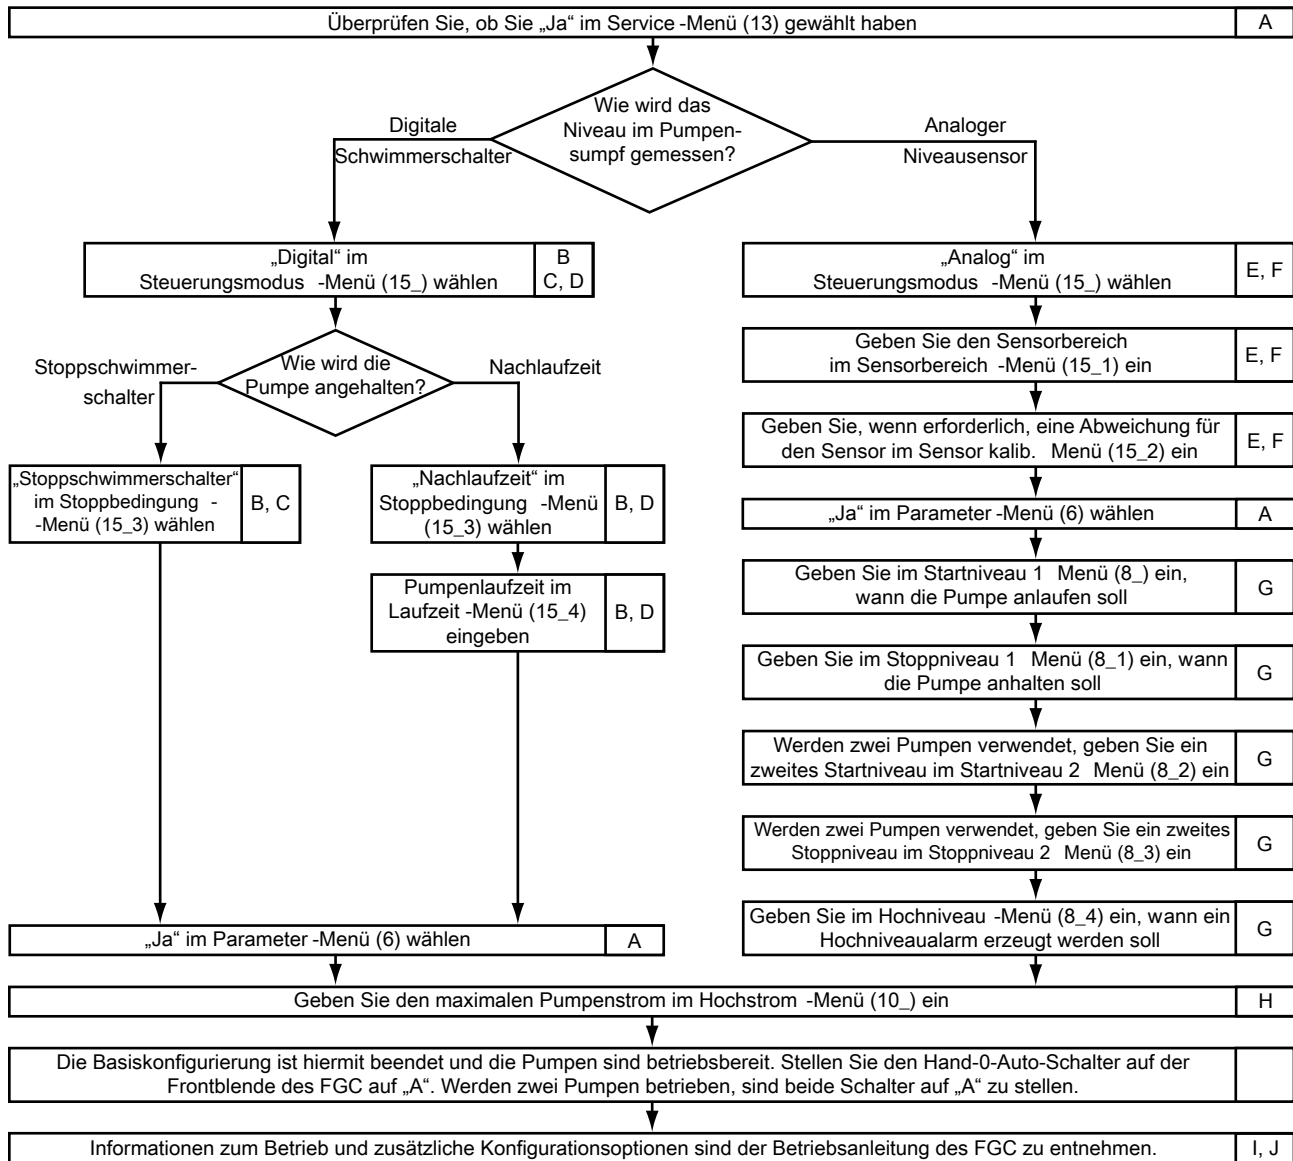 Überprüfen Sie, ob Sie „Ja“ im Service -Menü (13) gewählt haben
A
Wie wird das
Niveau im Pumpen-
sumpf gemessen?
Digitale
Schwimmerschalter
Analoger
Niveausensor
„Digital“ im
Steuerungsmodus -Menü (15_) wählen
B
C, D
Wie wird die
Pumpe angehalten?
Stoppschwimmer-
schalter
Nachlaufzeit
„Stoppschwimmerschalter“
im Stoppbedingung -
-Menü (15_3) wählen
B, C
„Nachlaufzeit“ im
Stoppbedingung -Menü
(15_3) wählen
B, D
Pumpenlaufzeit im
Laufzeit -Menü (15_4)
eingeben
B, D
„Ja“ im Parameter -Menü (6) wählen
A
„Analog“ im
Steuerungsmodus -Menü (15_) wählen
E, F
Geben Sie den Sensorbereich
im Sensorbereich -Menü (15_1) ein
E, F
Geben Sie, wenn erforderlich, eine Abweichung für
den Sensor im Sensor kalib. Menü (15_2) ein
E, F
„Ja“ im Parameter -Menü (6) wählen
A
Geben Sie im Startniveau 1 Menü (8_) ein,
wann die Pumpe anlaufen soll
G
Geben Sie im Stoppniveau 1 Menü (8_1) ein, wann
die Pumpe anhalten soll
G
Werden zwei Pumpen verwendet, geben Sie ein
zweites Startniveau im Startniveau 2 Menü (8_2) ein
G
Werden zwei Pumpen verwendet, geben Sie ein zweites
Stoppniveau im Stoppniveau 2 Menü (8_3) ein
G
Geben Sie im Hochniveau -Menü (8_4) ein, wann ein
Hochniveaualarm erzeugt werden soll
G
Geben Sie den maximalen Pumpenstrom im Hochstrom -Menü (10_) ein
H
Die Basiskonfigurierung ist hiermit beendet und die Pumpen sind betriebsbereit. Stellen Sie den Hand-0-Auto-Schalter auf der
Frontblende des FGC auf „A“. Werden zwei Pumpen betrieben, sind beide Schalter auf „A“ zu stellen.
Informationen zum Betrieb und zusätzliche Konfigurationsoptionen sind der Betriebsanleitung des FGC zu entnehmen.
I, J